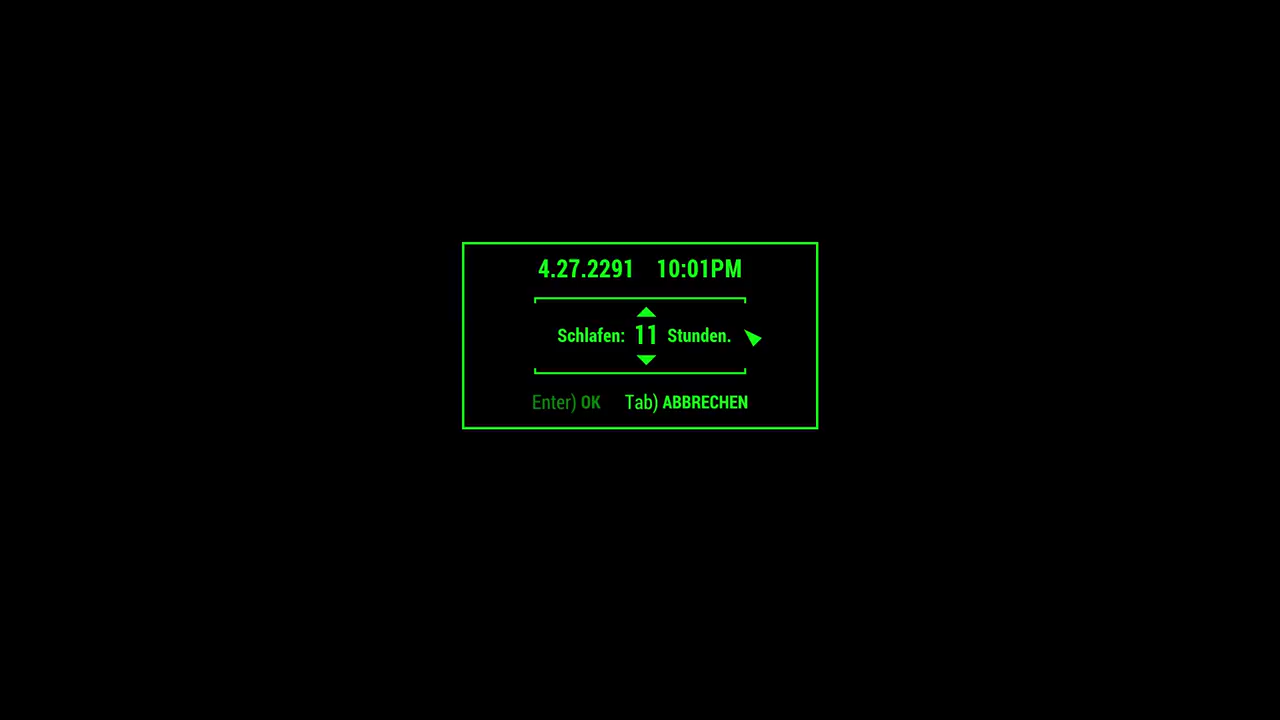 4.27.2291 10:01PM
Schlafen: 11 Stunden.
Enter) OK Tab) ABBRECHEN